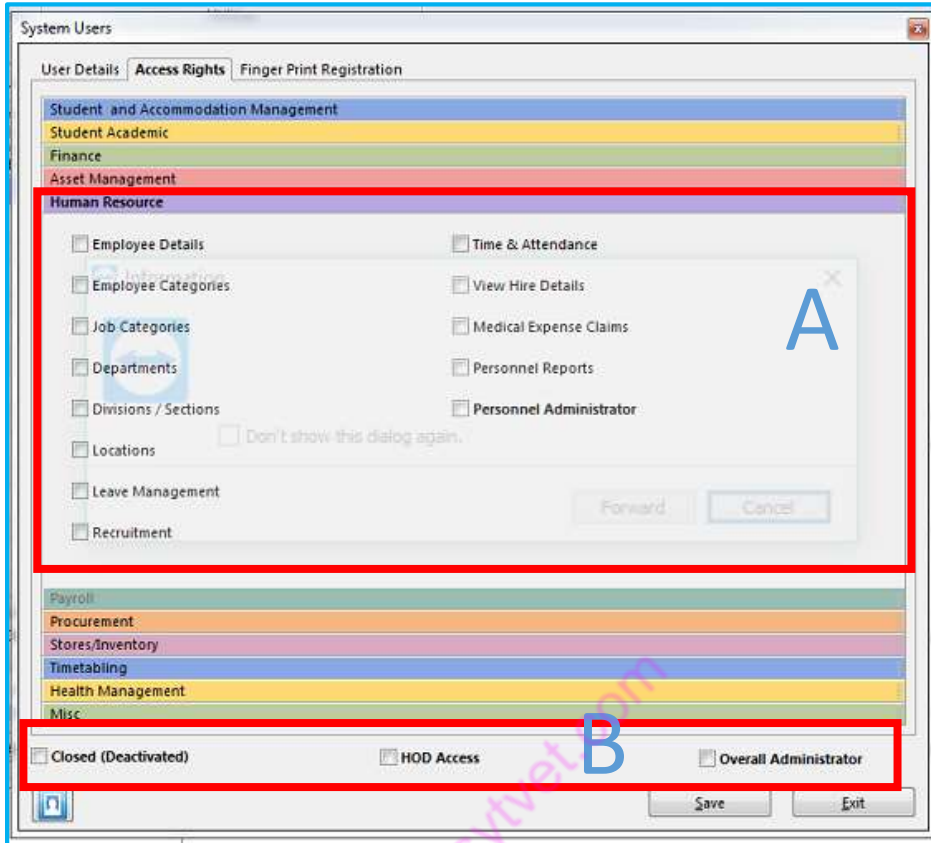 System Users
User Details Access Rights Finger Print Registration
Student and Accommodation Management
Student Academic
Finance
Asset Management
Human Resource
Employee Details Time & Attendance
Information
Employee Categories View Hire Details
A
Job Categories Medical Expense Claims
Departments Personnel Reports
Divisions / Sections Personnel Administrator
Don't show this dialog again.
Locations
Leave Management
Forward Cancel
Recruitment
Payroll
Procurement
Stores/Inventory
Timetabling
Health Management
Misc
B
Closed (Deactivated) HOD Access Overall Administrator
Save Exit